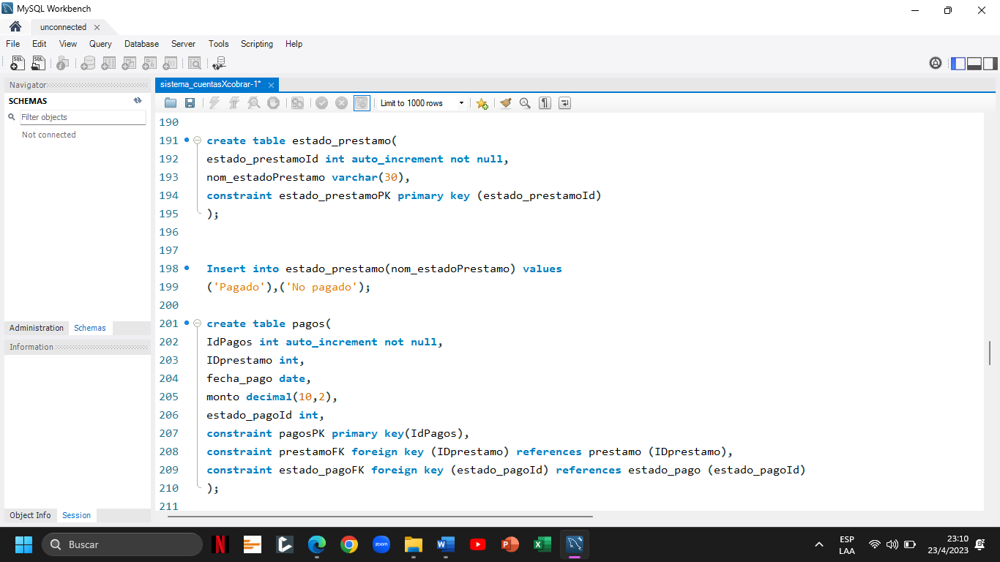 MySQL Workbench
unconnected
File Edit View Query Database Server Tools Scripting Help
Navigator
SCHEMAS
Filter objects
Not connected
Administration Schemas
Information
Object Info Session
sistema_cuentasXcobrar-1*
Limit to 1000 rows
190
191 create table estado_prestamo(
192 estado_prestamoId int auto_increment not null,
193 nom_estadoPrestamo varchar(30),
194 constraint estado_prestamoPK primary key (estado_prestamoId)
195 );
196
197
198 Insert into estado_prestamo(nom_estadoPrestamo) values
199 ('Pagado'),('No pagado');
200
201 create table pagos(
202 IdPagos int auto_increment not null,
203 IDprestamo int,
204 fecha_pago date,
205 monto decimal(10,2),
206 estado_pagoId int,
207 constraint pagosPK primary key(IdPagos),
208 constraint prestamoFK foreign key (IDprestamo) references prestamo (IDprestamo),
209 constraint estado_pagoFK foreign key (estado_pagoId) references estado_pago (estado_pagoId)
210 );
211
Buscar
zoom
ESP
LAA
23:10
23/4/2023